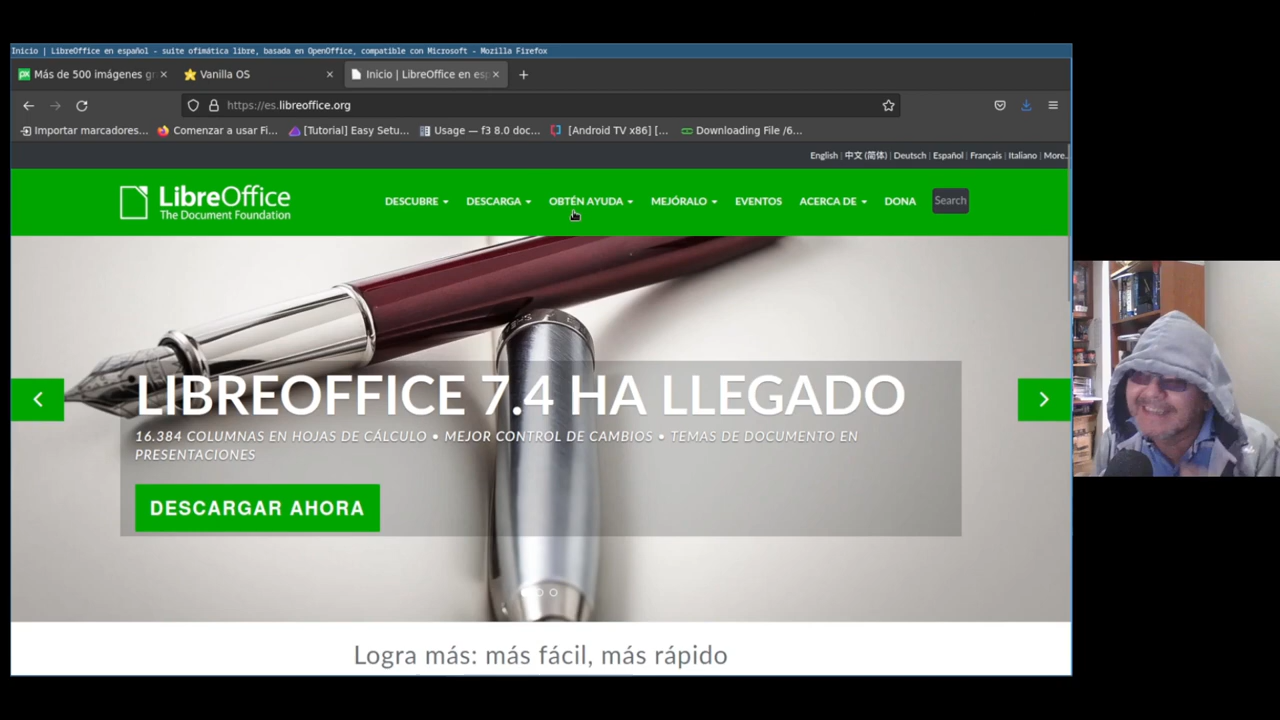 Inicio | LibreOffice en español - suite ofimática libre, basada en OpenOffice, compatible con Microsoft - Mozilla Firefox
Más de 500 imágenes gr
Vanilla OS
Inicio | LibreOffice en esp
https://es.libreoffice.org
Importar marcadores...
Comenzar a usar Fi...
[Tutorial] Easy Setu...
Usage — f3 8.0 doc...
[Android TV x86] [...
Downloading File /6...
English | 中文 (简体) | Deutsch | Español | Français | Italiano | More..
LibreOffice
The Document Foundation
DESCUBRE
DESCARGA
OBTÉN AYUDA
MEJÓRALO
EVENTOS
ACERCA DE
DONA
Search
LIBREOFFICE 7.4 HA LLEGADO
16.384 COLUMNAS EN HOJAS DE CÁLCULO • MEJOR CONTROL DE CAMBIOS • TEMAS DE DOCUMENTO EN
PRESENTACIONES
DESCARGAR AHORA
Logra más: más fácil, más rápido